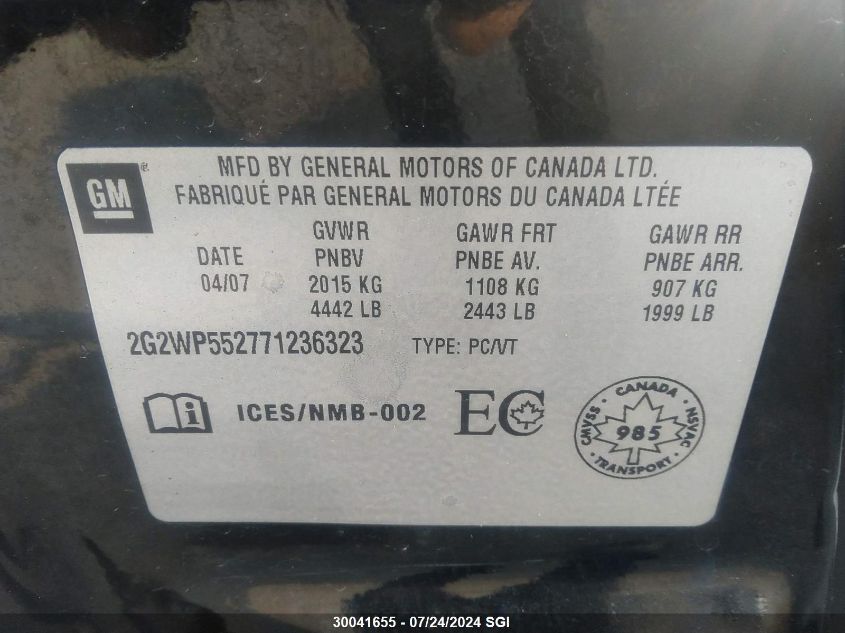 GM
MFD BY GENERAL MOTORS OF CANADA LTD.
FABRIQUÉ PAR GENERAL MOTORS DU CANADA LTÉE
GVWR GAWR FRT GAWR RR
DATE PNBV PNBE AV. PNBE ARR.
04/07 2015 KG 1108 KG 907 KG
4442 LB 2443 LB 1999 LB
2G2WP552771236323 TYPE: PC/VT
i ICES/NMB-002 EC
CANADA
CMVSS 985 NSVAC
TRANSPORT
30041655 - 07/24/2024 SGI